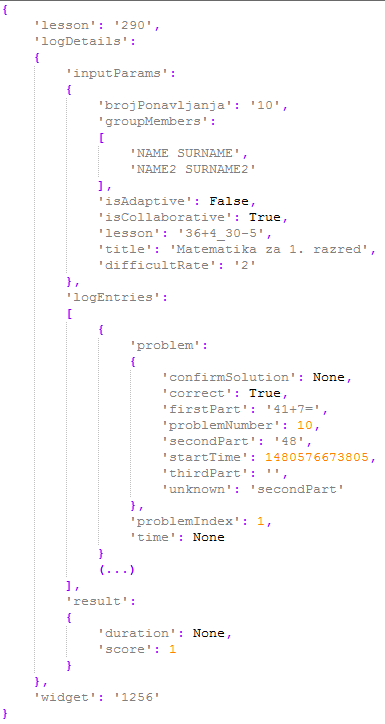 {
    'lesson': '290',
    'logDetails':
    {
        'inputParams':
        {
            'brojPonavljanja': '10',
            'groupMembers':
            [
                'NAME SURNAME',
                'NAME2 SURNAME2'
            ],
            'isAdaptive': False,
            'isCollaborative': True,
            'lesson': '36+4_30-5',
            'title': 'Matematika za 1. razred',
            'difficultRate': '2'
        },
        'logEntries':
        [
            {
                'problem':
                {
                    'confirmSolution': None,
                    'correct': True,
                    'firstPart': '41+7=',
                    'problemNumber': 10,
                    'secondPart': '48',
                    'startTime': 1480576673805,
                    'thirdPart': '',
                    'unknown': 'secondPart'
                },
                'problemIndex': 1,
                'time': None
            }
            (...)
        ],
        'result':
        {
            'duration': None,
            'score': 1
        }
    },
    'widget': '1256'
}